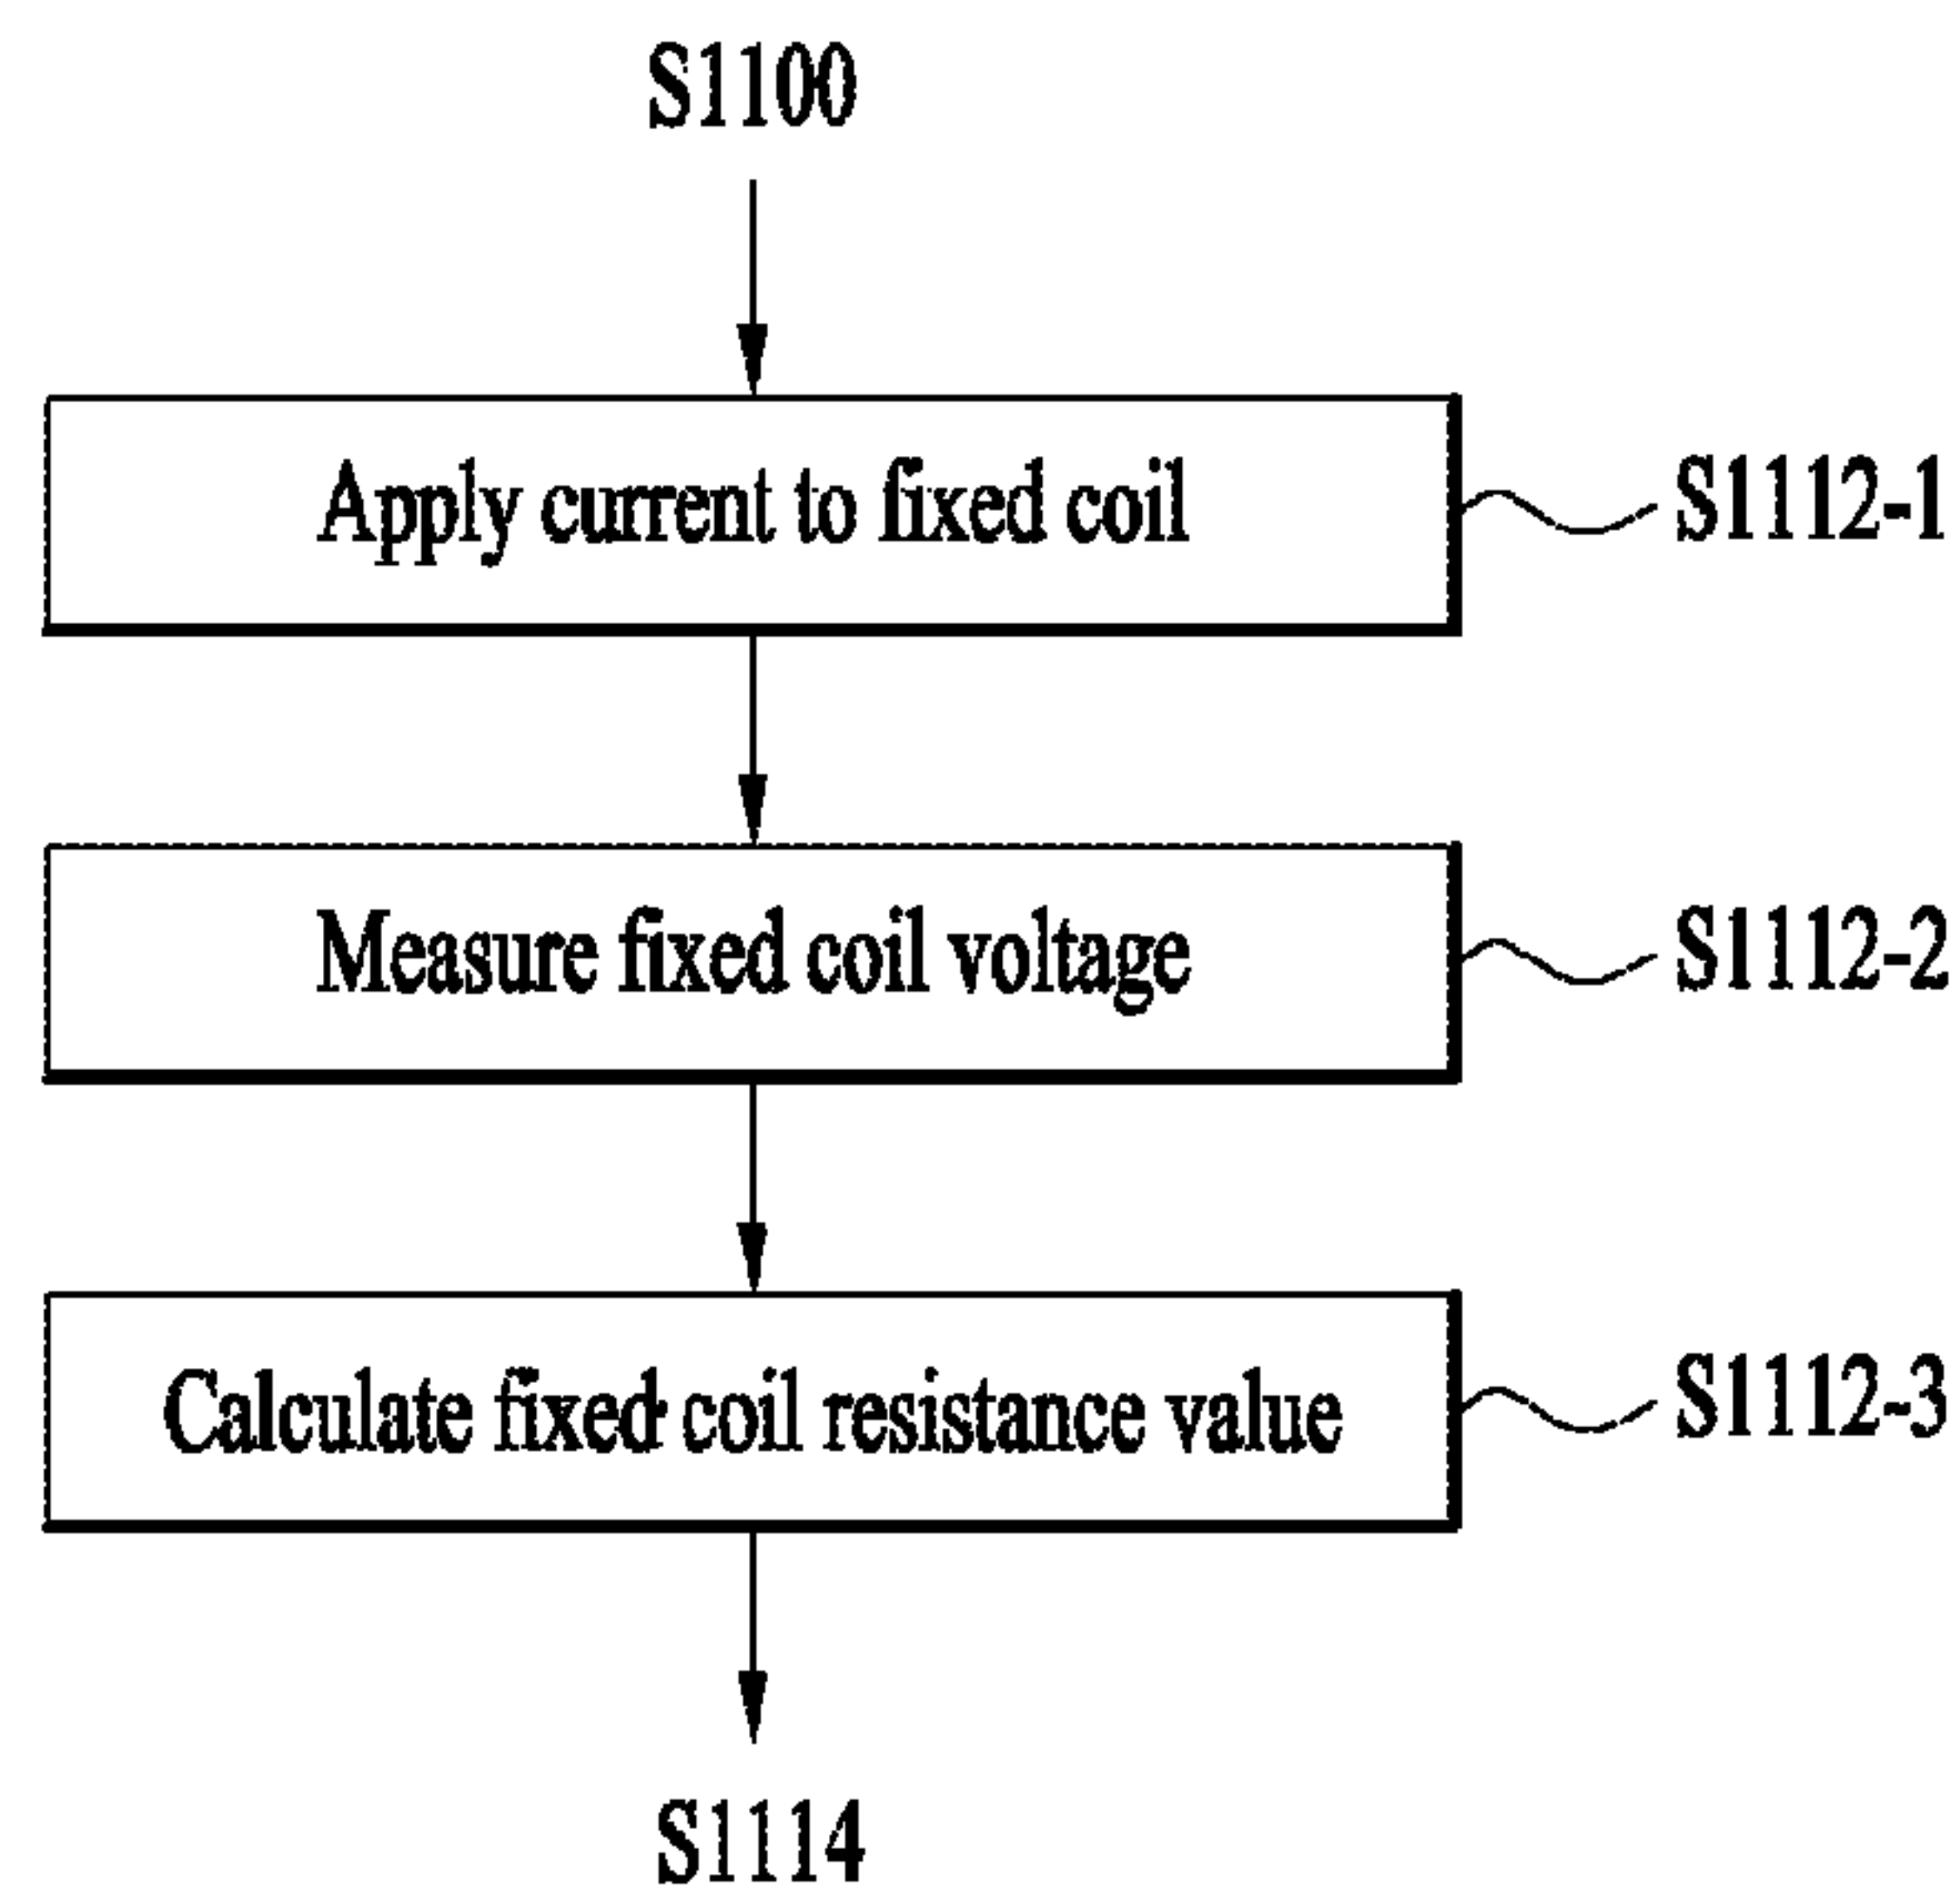 S1100
Apply current to fixed coil
S1112-1
Measure fixed coil voltage
S1112-2
Calculate fixed coil resistance value
S1112-3
S1114